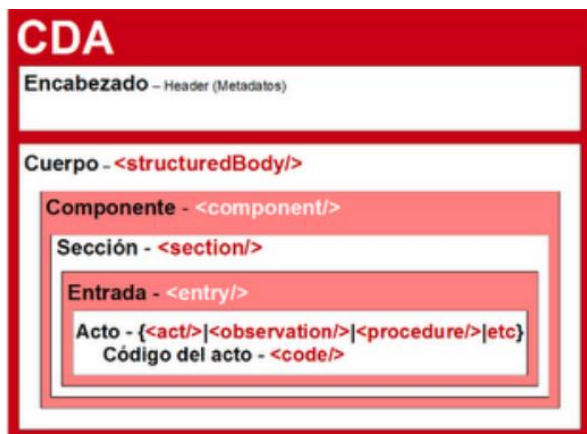 CDA
Encabezado – Header (Metadatos)
Cuerpo – <structuredBody/>
Componente - <component/>
Sección - <section/>
Entrada - <entry/>
Acto - {<act/>|<observation/>|<procedure/>|etc}
Código del acto - <code/>